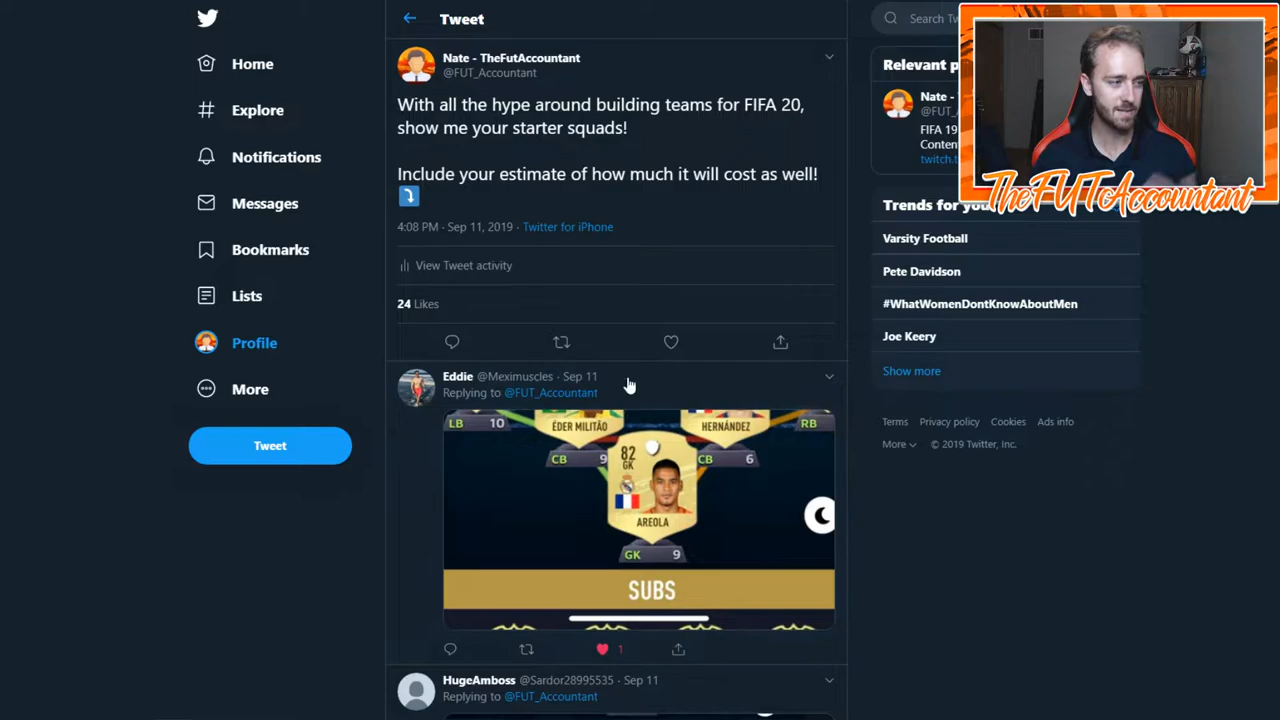 Home
Explore
Notifications
Messages
Bookmarks
Lists
Profile
More
Tweet
Tweet
Nate - TheFutAccountant
@FUT_Accountant
With all the hype around building teams for FIFA 20,
show me your starter squads!
Include your estimate of how much it will cost as well!
4:08 PM · Sep 11, 2019 · Twitter for iPhone
View Tweet activity
24 Likes
Eddie @Meximuscles · Sep 11
Replying to @FUT_Accountant
LB 10
ÉDER MILITÃO
HERNÁNDEZ
RB
CB 9
CB 6
82
GK
AREOLA
GK 9
SUBS
1
HugeAmboss @Sardor28995535 · Sep 11
Replying to @FUT_Accountant
Search
Relevant
Nate -
FIFA 19
twitch.t
TheFUTAccountant
Trends for
Varsity Football
Pete Davidson
#WhatWomenDontKnowAboutMen
Joe Keery
Show more
Terms Privacy policy Cookies Ads info
More © 2019 Twitter, Inc.